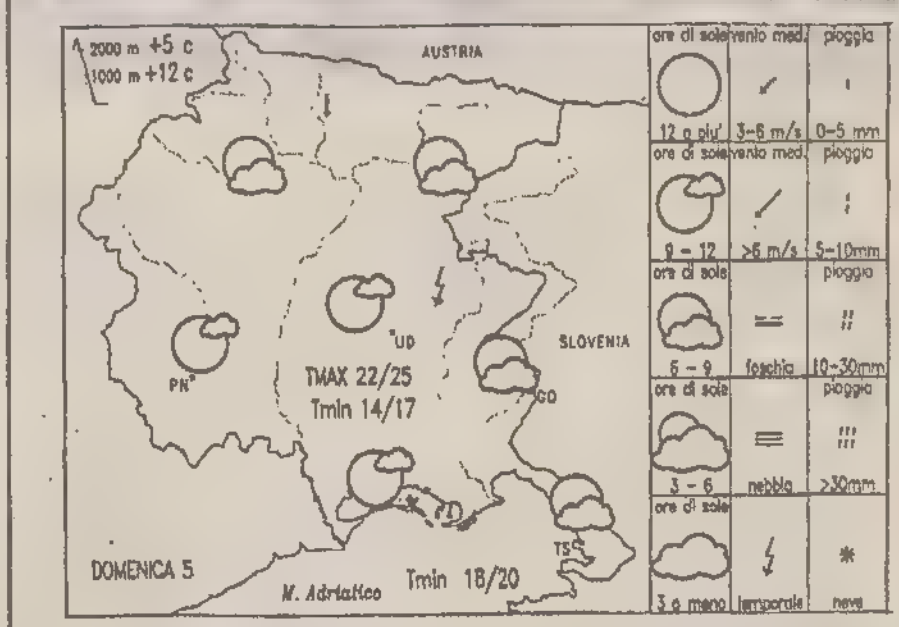 2000 m +5 c
1000 m +12 c
AUSTRIA
SLOVENIA
UD
PN
TMAX 22/25
Tmin 14/17
GO
TS
DOMENICA 5
M. Adriatico
Tmin 18/20
ore di sole vento med. pioggia
12 o piu' 3-6 m/s 0-5 mm
ore di sole vento med. pioggia
9 - 12 >6 m/s 5-10mm
ore di sole pioggia
6 - 9 foschia 10-30mm
ore di sole pioggia
3 - 6 nebbia >30mm
ore di sole
3 o meno temporale neve